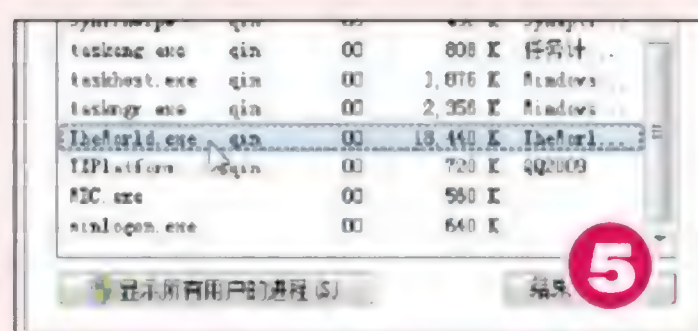 taskeng.exe qin 00 808 K 任务计...
taskhost.exe qin 00 1,876 K Windows...
taskmgr.exe qin 00 2,356 K Windows...
TheWorld.exe qin 00 18,440 K TheWorl...
TXPlatform qin 00 720 K QQ2009
exe 00 560 K
winlogon.exe 00 640 K
显示所有用户的进程(S) 结束
5